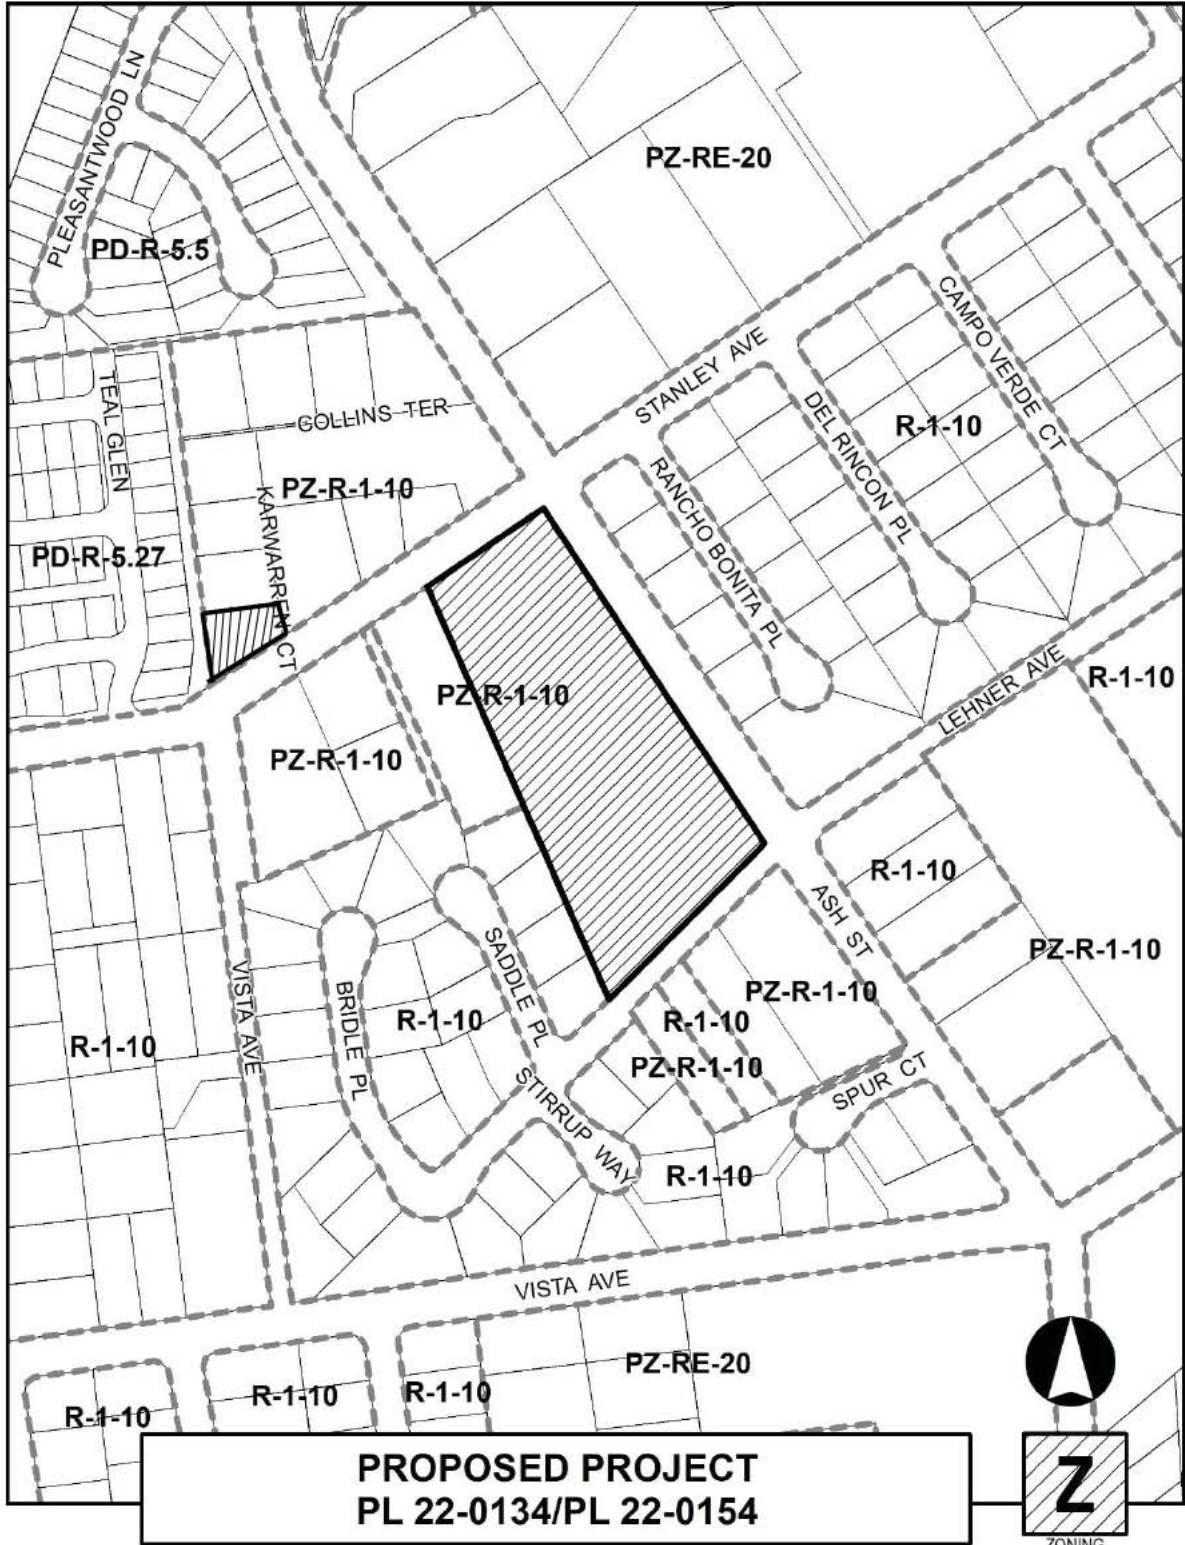 PLEASANTWOOD LN
PZ-RE-20
PD-R-5.5
CAMPO VERDE CT
STANLEY AVE
TEAL GLEN
COLLINS TER
DEL RINCON PL
R-1-10
RANCHO BONITA PL
PZ-R-1-10
KARWARREN CT
PD-R-5.27
LEHNER AVE
R-1-10
PZ-R-1-10
PZ-R-1-10
R-1-10
ASH ST
SADDLE PL
PZ-R-1-10
VISTA AVE
BRIDLE PL
PZ-R-1-10
R-1-10
R-1-10
R-1-10
PZ-R-1-10
SPUR CT
STIRRUP WAY
R-1-10
VISTA AVE
PZ-RE-20
R-1-10
R-1-10
R-1-10
PROPOSED PROJECT
PL 22-0134/PL 22-0154
Z
ZONING